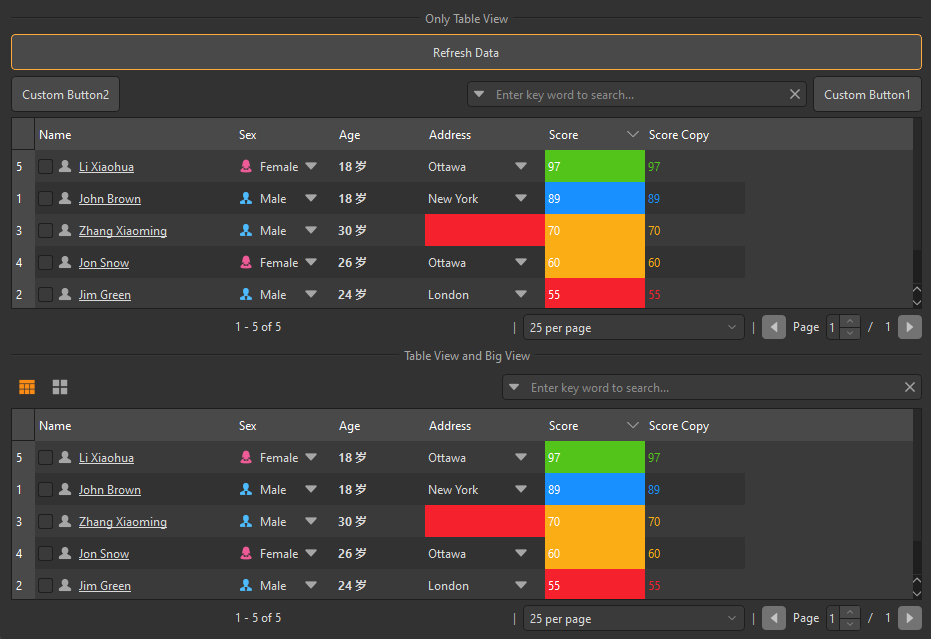 Only Table View
Refresh Data
Custom Button2 Enter key word to search... Custom Button1
Name Sex Age Address Score Score Copy
5 Li Xiaohua Female 18 岁 Ottawa 97 97
1 John Brown Male 18 岁 New York 89 89
3 Zhang Xiaoming Male 30 岁 70 70
4 Jon Snow Female 26 岁 Ottawa 60 60
2 Jim Green Male 24 岁 London 55 55
1 - 5 of 5 | 25 per page | Page 1 / 1
Table View and Big View
Enter key word to search...
Name Sex Age Address Score Score Copy
5 Li Xiaohua Female 18 岁 Ottawa 97 97
1 John Brown Male 18 岁 New York 89 89
3 Zhang Xiaoming Male 30 岁 70 70
4 Jon Snow Female 26 岁 Ottawa 60 60
2 Jim Green Male 24 岁 London 55 55
1 - 5 of 5 | 25 per page | Page 1 / 1